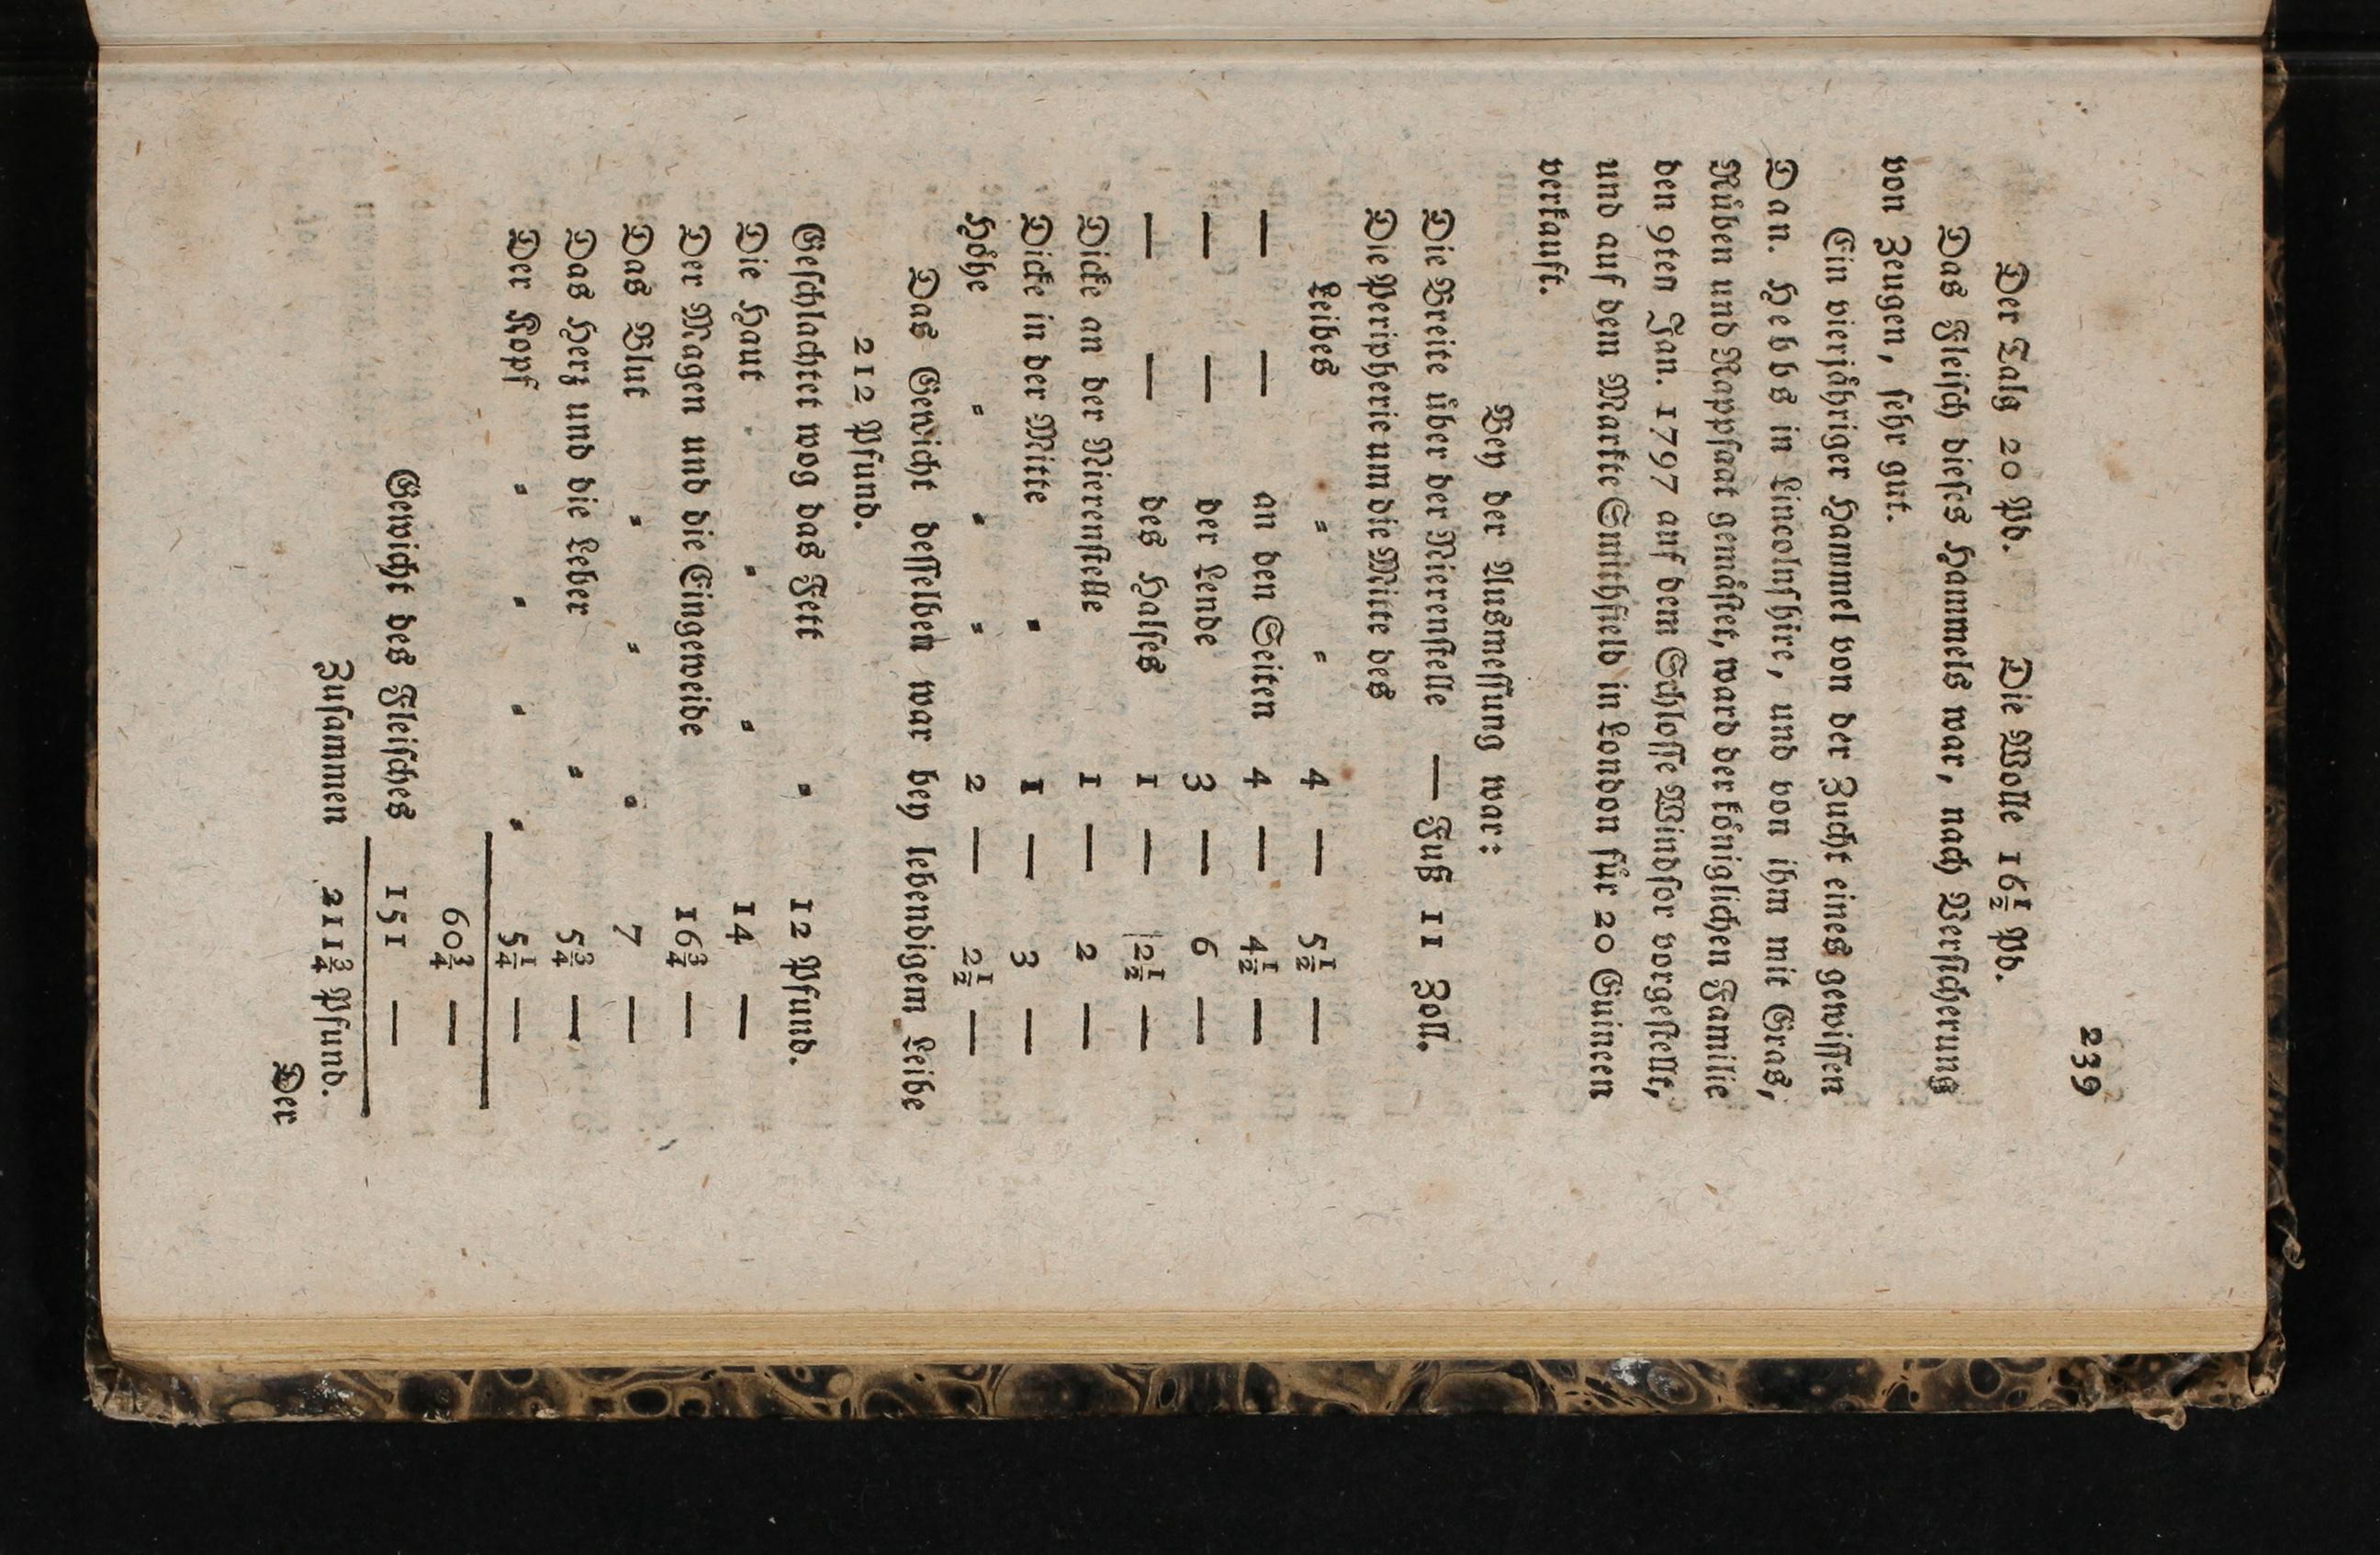 239
Der Talg 20 Pd. Die Wolle 16½ Pd.
Das Fleiſch dieſes Hammels war, nach Verſicherung
von Zeugen, ſehr gut.
Ein vierjähriger Hammel von der Zucht eines gewiſſen
Dan. Hebbs in Lincolnſhire, und von ihm mit Gras,
Rüben und Rappſaat gemäſtet, ward der königlichen Familie
den 9ten Jan. 1797 auf dem Schloſſe Windſor vorgeſtellt,
und auf dem Markte Smithfield in London für 20 Guineen
verkauft.
Bey der Ausmeſſung war:
Die Breite über der Nierenſtelle — Fuß 11 Zoll.
Die Peripherie um die Mitte des
Leibes " " 4 — 5½ —
— — an den Seiten 4 — 4½ —
— — der Lende 3 — 6 —
— — des Halſes 1 — 2½ —
Dicke an der Nierenſtelle 1 — 2 —
Dicke in der Mitte " 1 — 3 —
Höhe " " " 2 — 2½ —
Das Gewicht deſſelben war bey lebendigem Leibe
212 Pfund.
Geſchlachtet wog das Fett " 12 Pfund.
Die Haut " " 14 —
Der Magen und die Eingeweide 16¾ —
Das Blut " " " 7 —
Das Herz und die Leber " 5¾ —
Der Kopf " " " " 5¼ —
60¾ —
Gewicht des Fleiſches 151 —
Zuſammen 211¾ Pfund.
Der